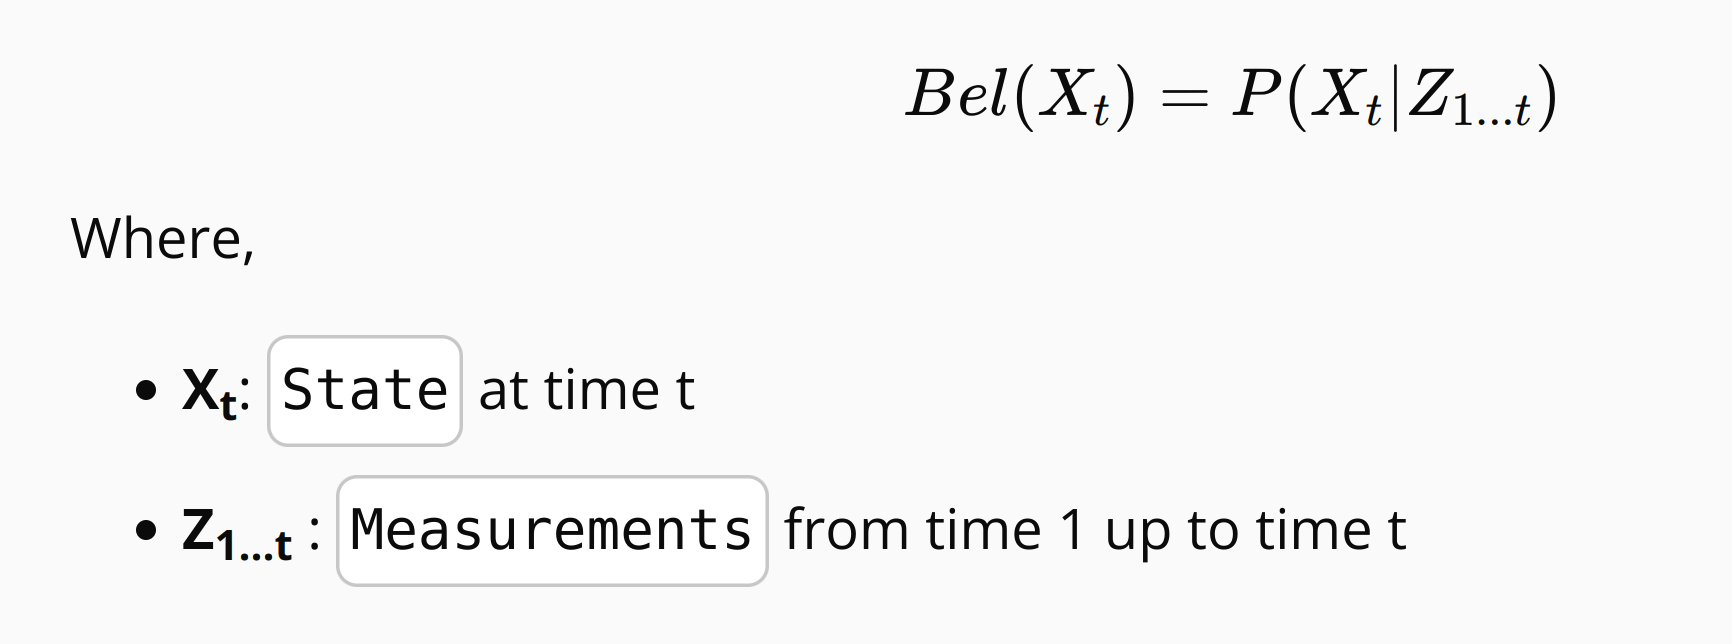 Bel(Xₜ) = P(Xₜ|Z₁...ₜ)
Where,
• Xₜ: State at time t
• Z₁...ₜ : Measurements from time 1 up to time t